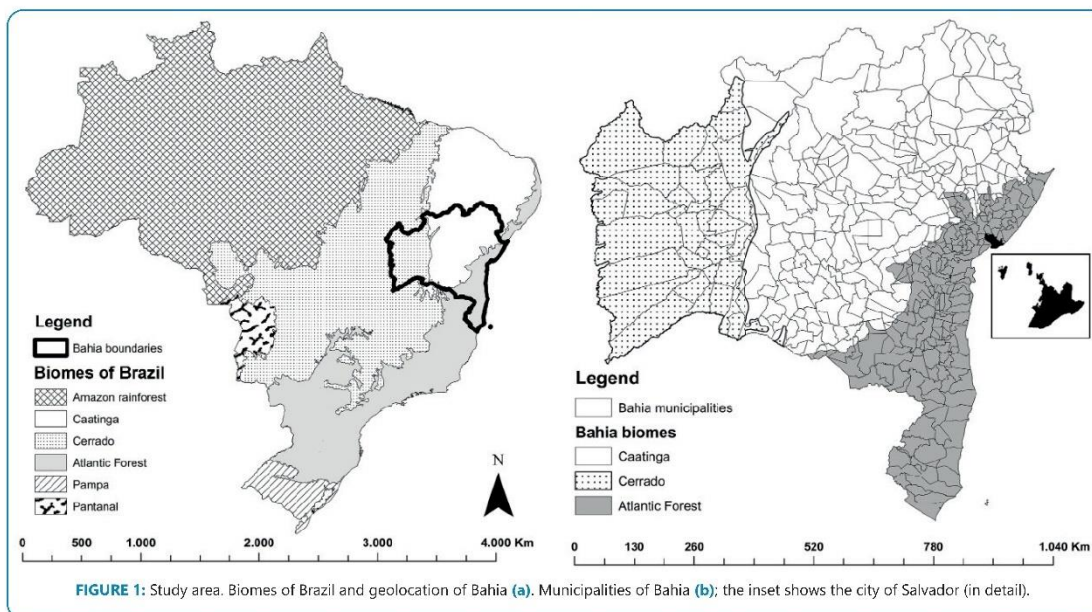 Legend
Bahia boundaries
Biomes of Brazil
Amazon rainforest
Caatinga
Cerrado
Atlantic Forest
Pampa
Pantanal
N
0 500 1.000 2.000 3.000 4.000 Km
Legend
Bahia municipalities
Bahia biomes
Caatinga
Cerrado
Atlantic Forest
0 130 260 520 780 1.040 Km
FIGURE 1: Study area. Biomes of Brazil and geolocation of Bahia (a). Municipalities of Bahia (b); the inset shows the city of Salvador (in detail).